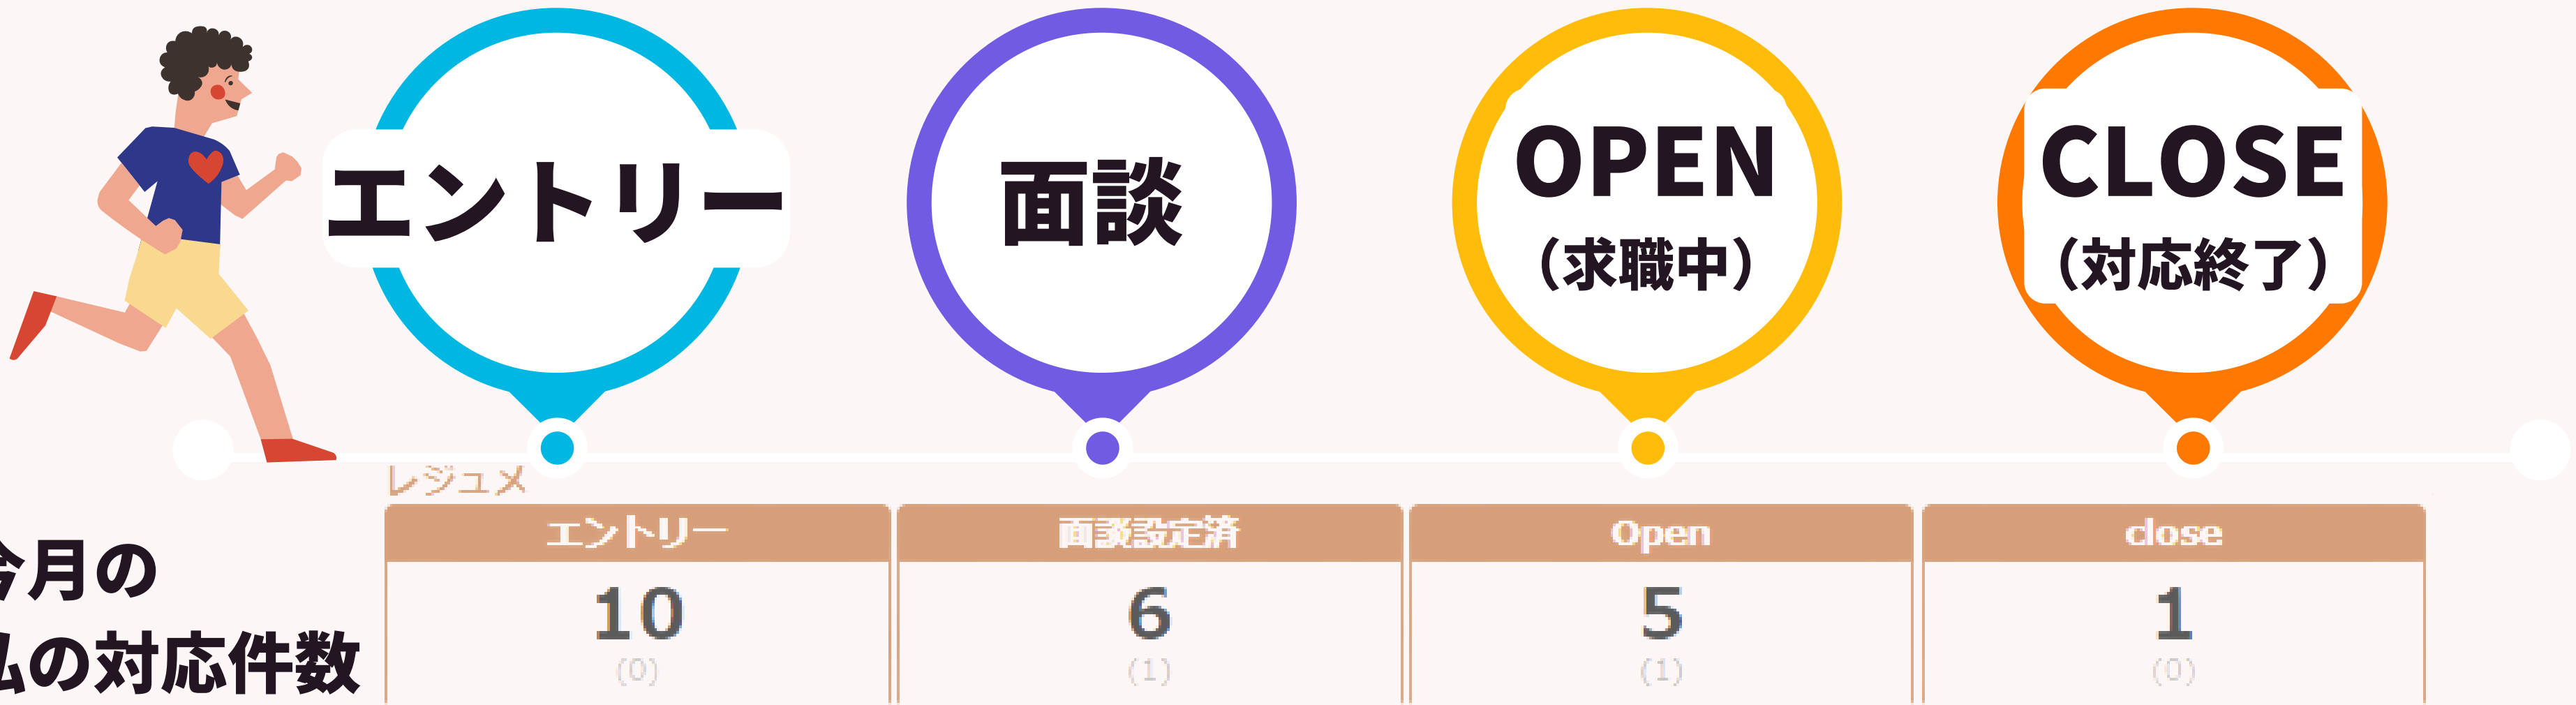 エントリー
面談
OPEN
（求職中）
CLOSE
（対応終了）
レジュメ
エントリー 面談設定済 Open close
今月の
私の対応件数
10 6 5 1
(0) (1) (1) (0)